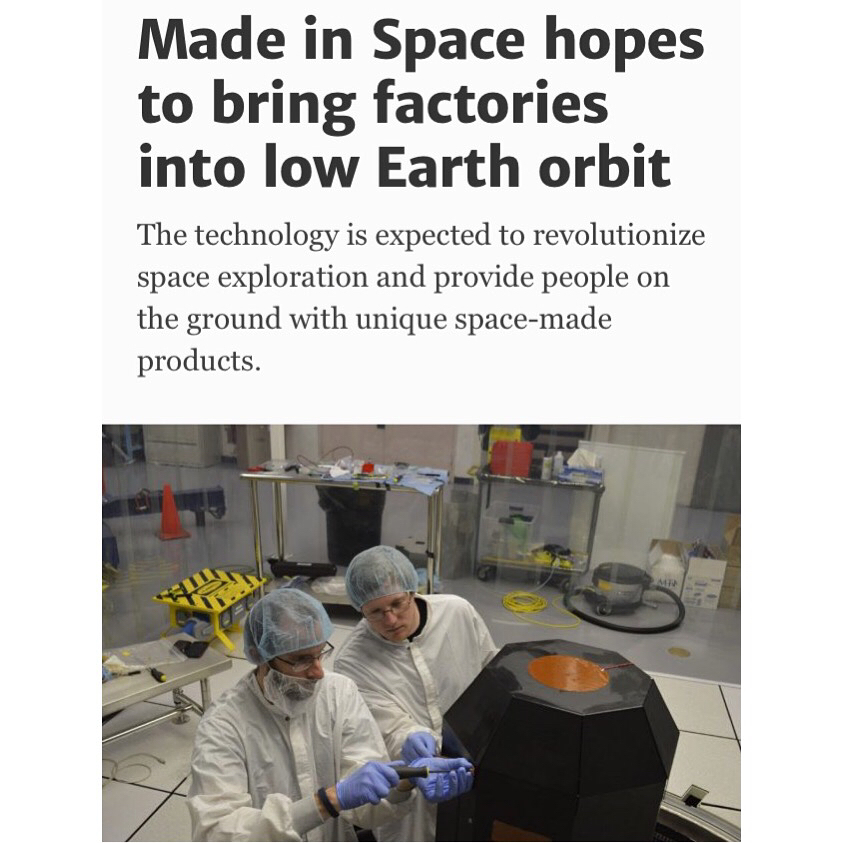 Made in Space hopes
to bring factories
into low Earth orbit
The technology is expected to revolutionize
space exploration and provide people on
the ground with unique space-made
products.